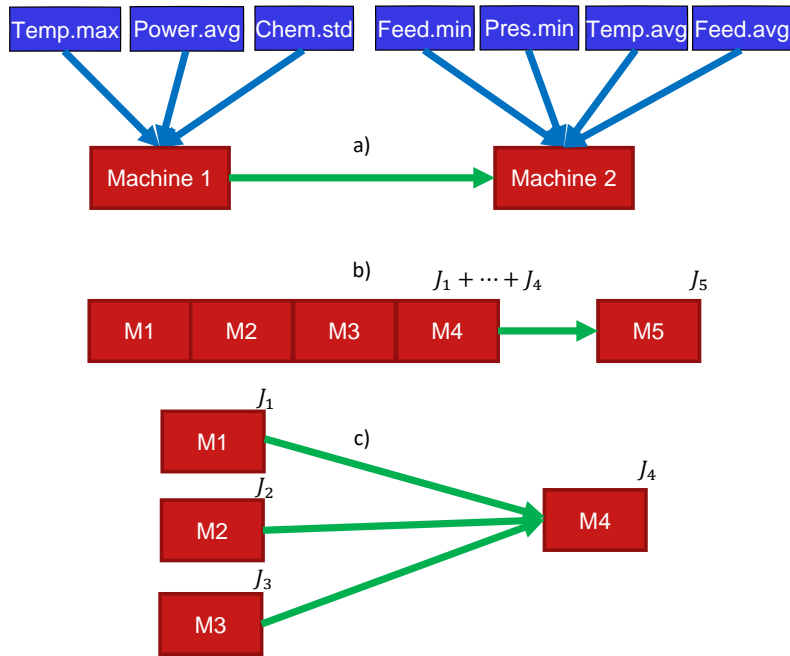 Temp.max Power.avg Chem.std Feed.min Pres.min Temp.avg Feed.avg
a)
Machine 1 Machine 2
b) J₁ + ⋯ + J₄ J₅
M1 M2 M3 M4 M5
J₁
M1 c)
J₄
J₂
M2 M4
J₃
M3